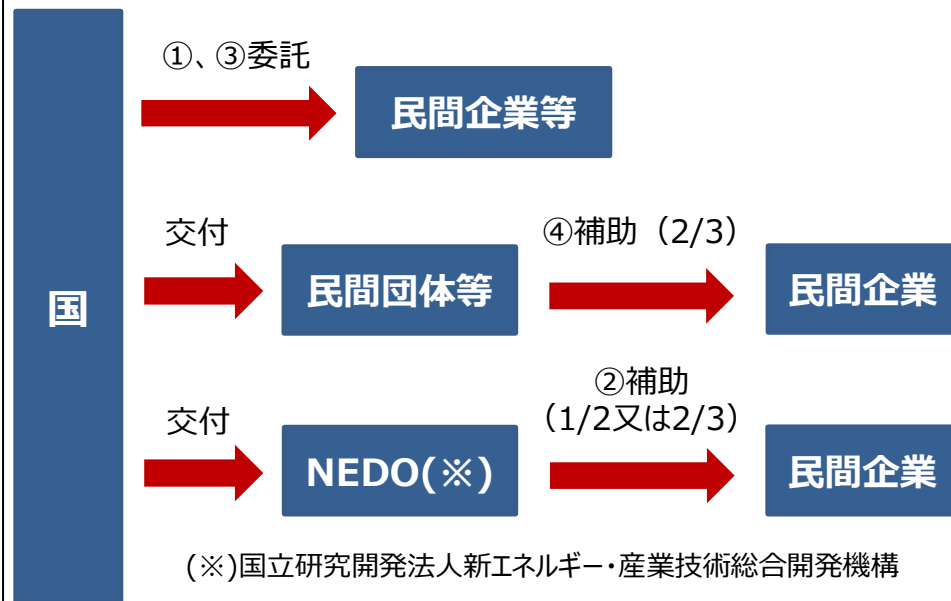 ①、③委託
民間企業等
国
交付
④補助（2/3）
民間団体等
民間企業
交付
②補助
（1/2又は2/3）
NEDO(※)
民間企業
(※)国立研究開発法人新エネルギー・産業技術総合開発機構